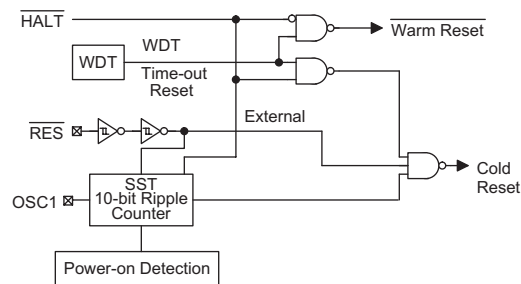 HALT
WDT
WDT
Time-out
Reset
Warm Reset
RES
External
Cold
Reset
OSC1
SST
10-bit Ripple
Counter
Power-on Detection